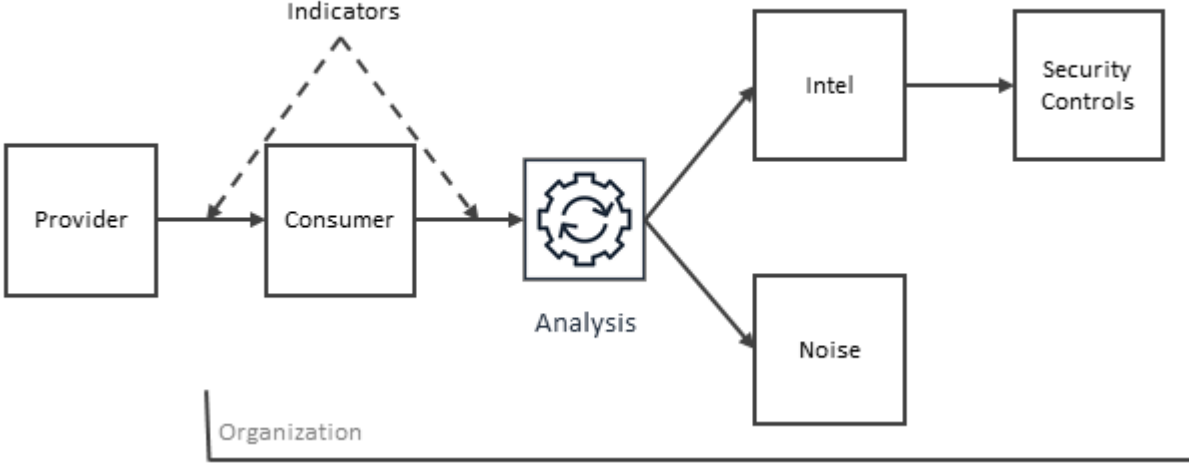 Indicators
Intel
Security
Controls
Provider
Consumer
Analysis
Noise
Organization